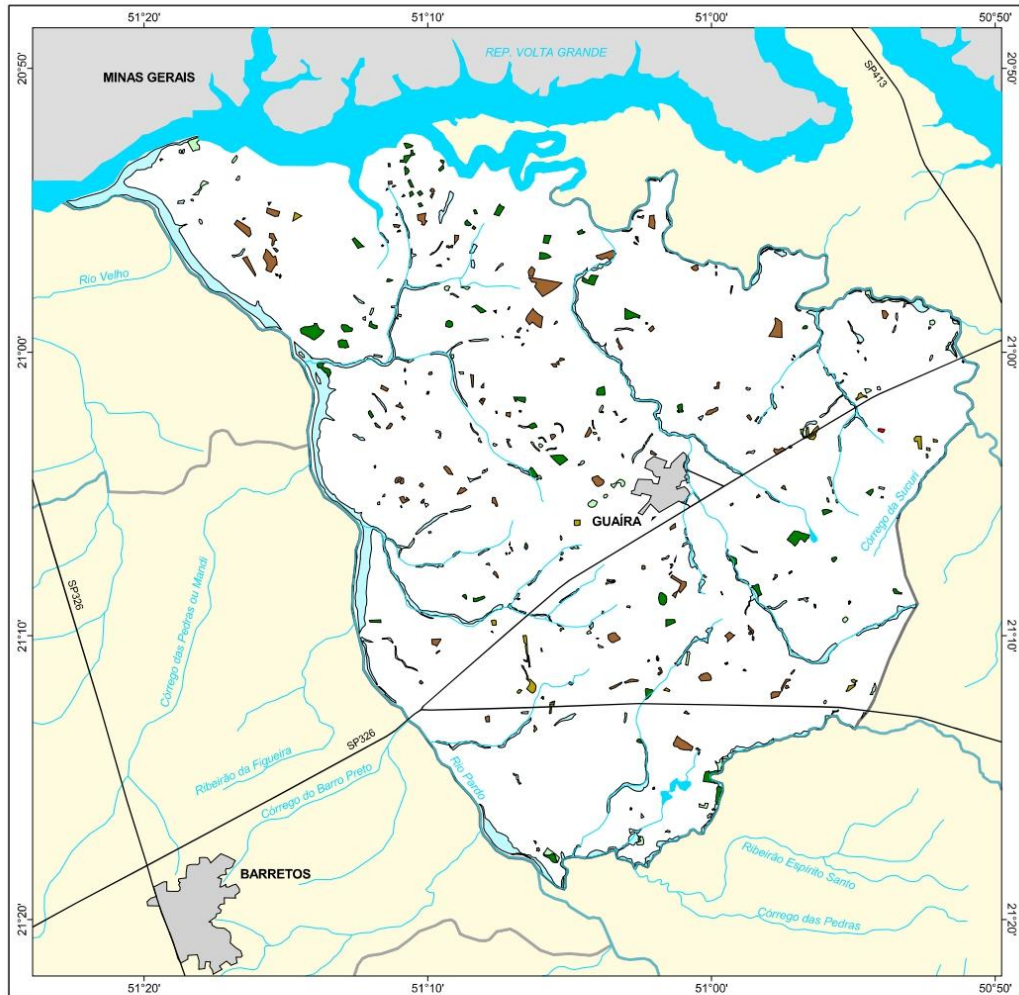 51°20'
51°10'
51°00'
50°50'
20°50'
MINAS GERAIS
REP. VOLTA GRANDE
SP413
20°50'
Rio Velho
21°00'
21°00'
GUAÍRA
Córrego da Sucuri
SP326
Córrego das Pedras ou Mandi
21°10'
21°10'
SP326
Ribeirão da Figueira
Córrego do Barro Preto
Rio Pardo
BARRETOS
Ribeirão Espírito Santo
Córrego das Pedras
21°20'
21°20'
51°20'
51°10'
51°00'
50°50'